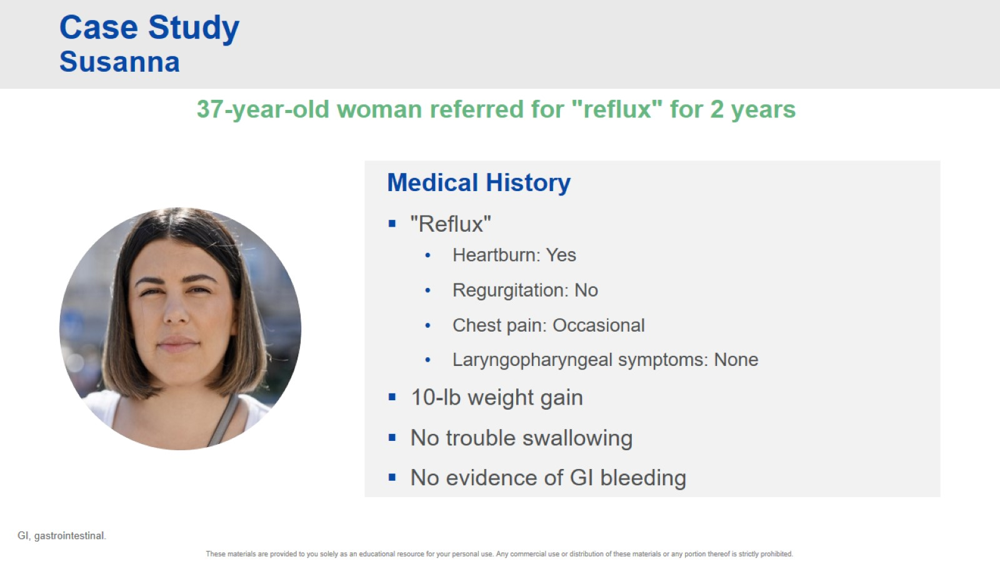 Case Study
Susanna
37-year-old woman referred for "reflux" for 2 years
Medical History
▪ "Reflux"
• Heartburn: Yes
• Regurgitation: No
• Chest pain: Occasional
• Laryngopharyngeal symptoms: None
▪ 10-lb weight gain
▪ No trouble swallowing
▪ No evidence of GI bleeding
GI, gastrointestinal.
These materials are provided to you solely as an educational resource for your personal use. Any commercial use or distribution of these materials or any portion thereof is strictly prohibited.